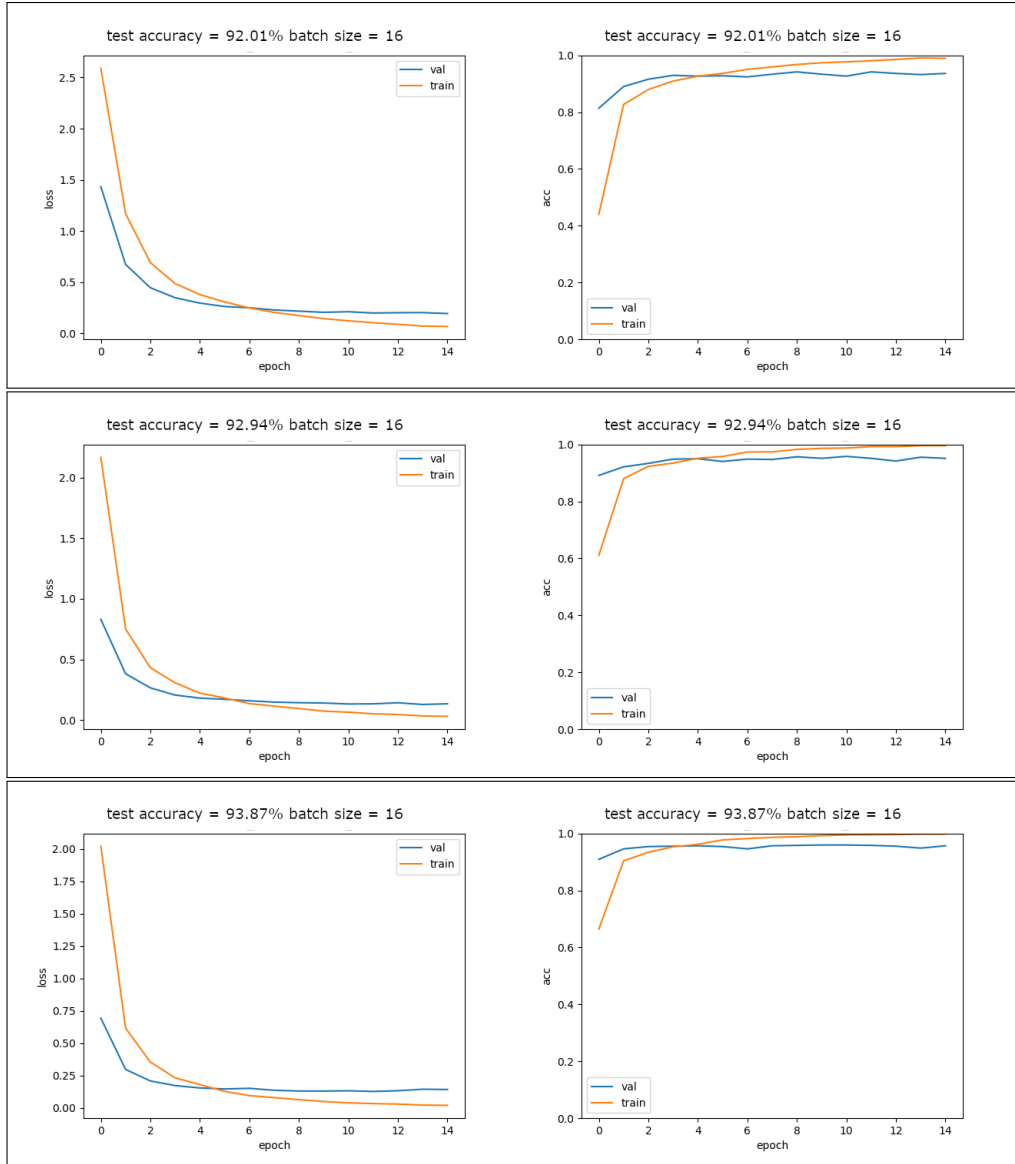 test accuracy = 92.01% batch size = 16
test accuracy = 92.01% batch size = 16
2.5
2.0
1.5
1.0
0.5
0.0
loss
val
train
0 2 4 6 8 10 12 14
epoch
1.0
0.8
0.6
0.4
0.2
0.0
acc
val
train
0 2 4 6 8 10 12 14
epoch
test accuracy = 92.94% batch size = 16
test accuracy = 92.94% batch size = 16
2.0
1.5
1.0
0.5
0.0
loss
val
train
0 2 4 6 8 10 12 14
epoch
1.0
0.8
0.6
0.4
0.2
0.0
acc
val
train
0 2 4 6 8 10 12 14
epoch
test accuracy = 93.87% batch size = 16
test accuracy = 93.87% batch size = 16
2.00
1.75
1.50
1.25
1.00
0.75
0.50
0.25
0.00
loss
val
train
0 2 4 6 8 10 12 14
epoch
1.0
0.8
0.6
0.4
0.2
0.0
acc
val
train
0 2 4 6 8 10 12 14
epoch